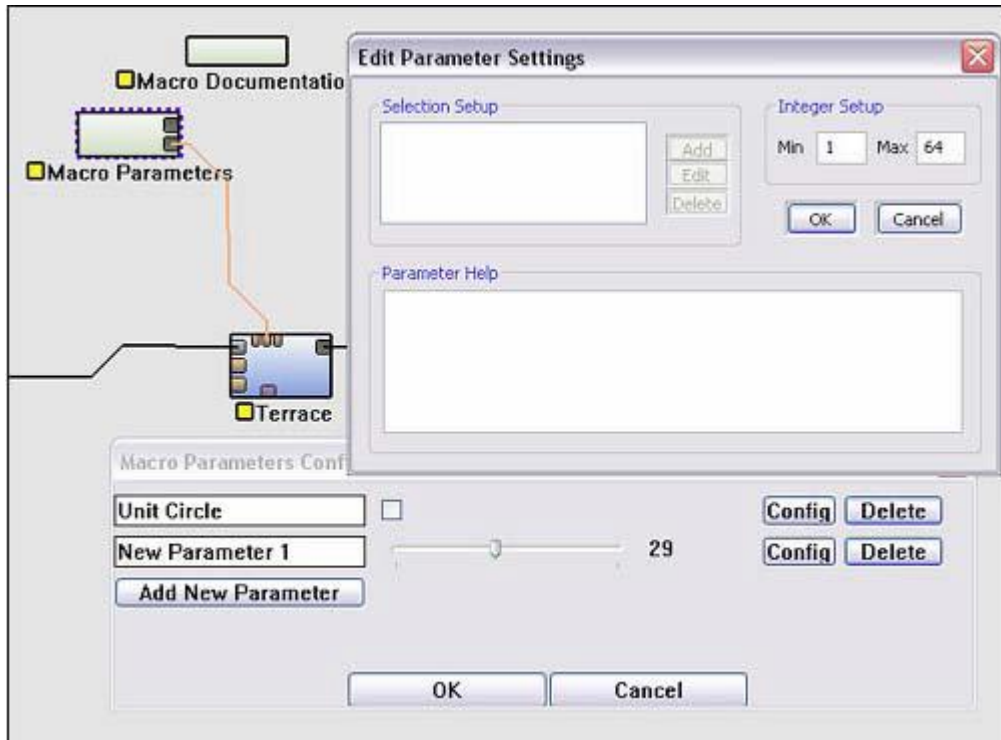 Macro Documentatio
Macro Parameters
Terrace
Edit Parameter Settings
Selection Setup
Add
Edit
Delete
Integer Setup
Min 1 Max 64
OK Cancel
Parameter Help
Macro Parameters Conf
Unit Circle Config Delete
New Parameter 1 29 Config Delete
Add New Parameter
OK Cancel